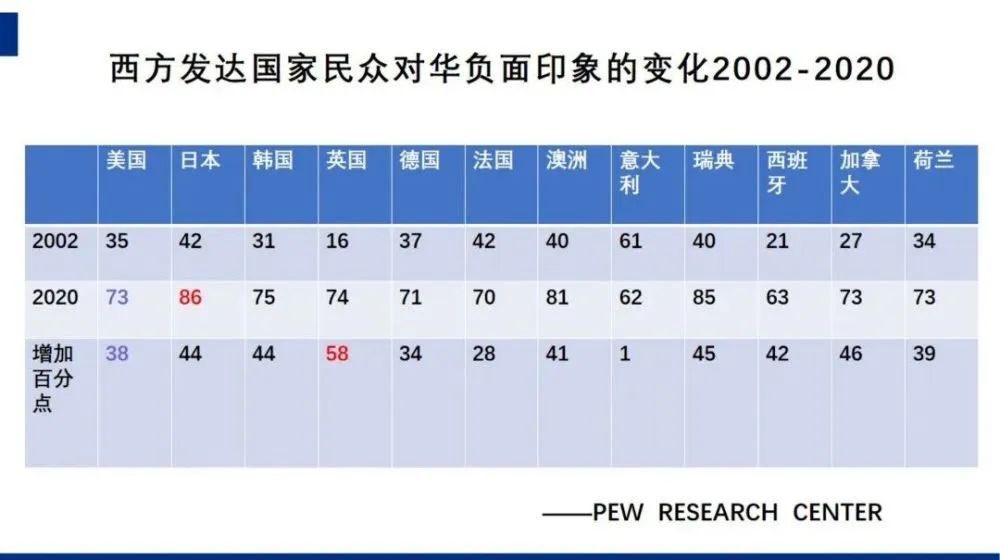 西方发达国家民众对华负面印象的变化2002-2020
美国 日本 韩国 英国 德国 法国 澳洲 意大利 瑞典 西班牙 加拿大 荷兰
2002 35 42 31 16 37 42 40 61 40 21 27 34
2020 73 86 75 74 71 70 81 62 85 63 73 73
增加百分点 38 44 44 58 34 28 41 1 45 42 46 39
——PEW RESEARCH CENTER